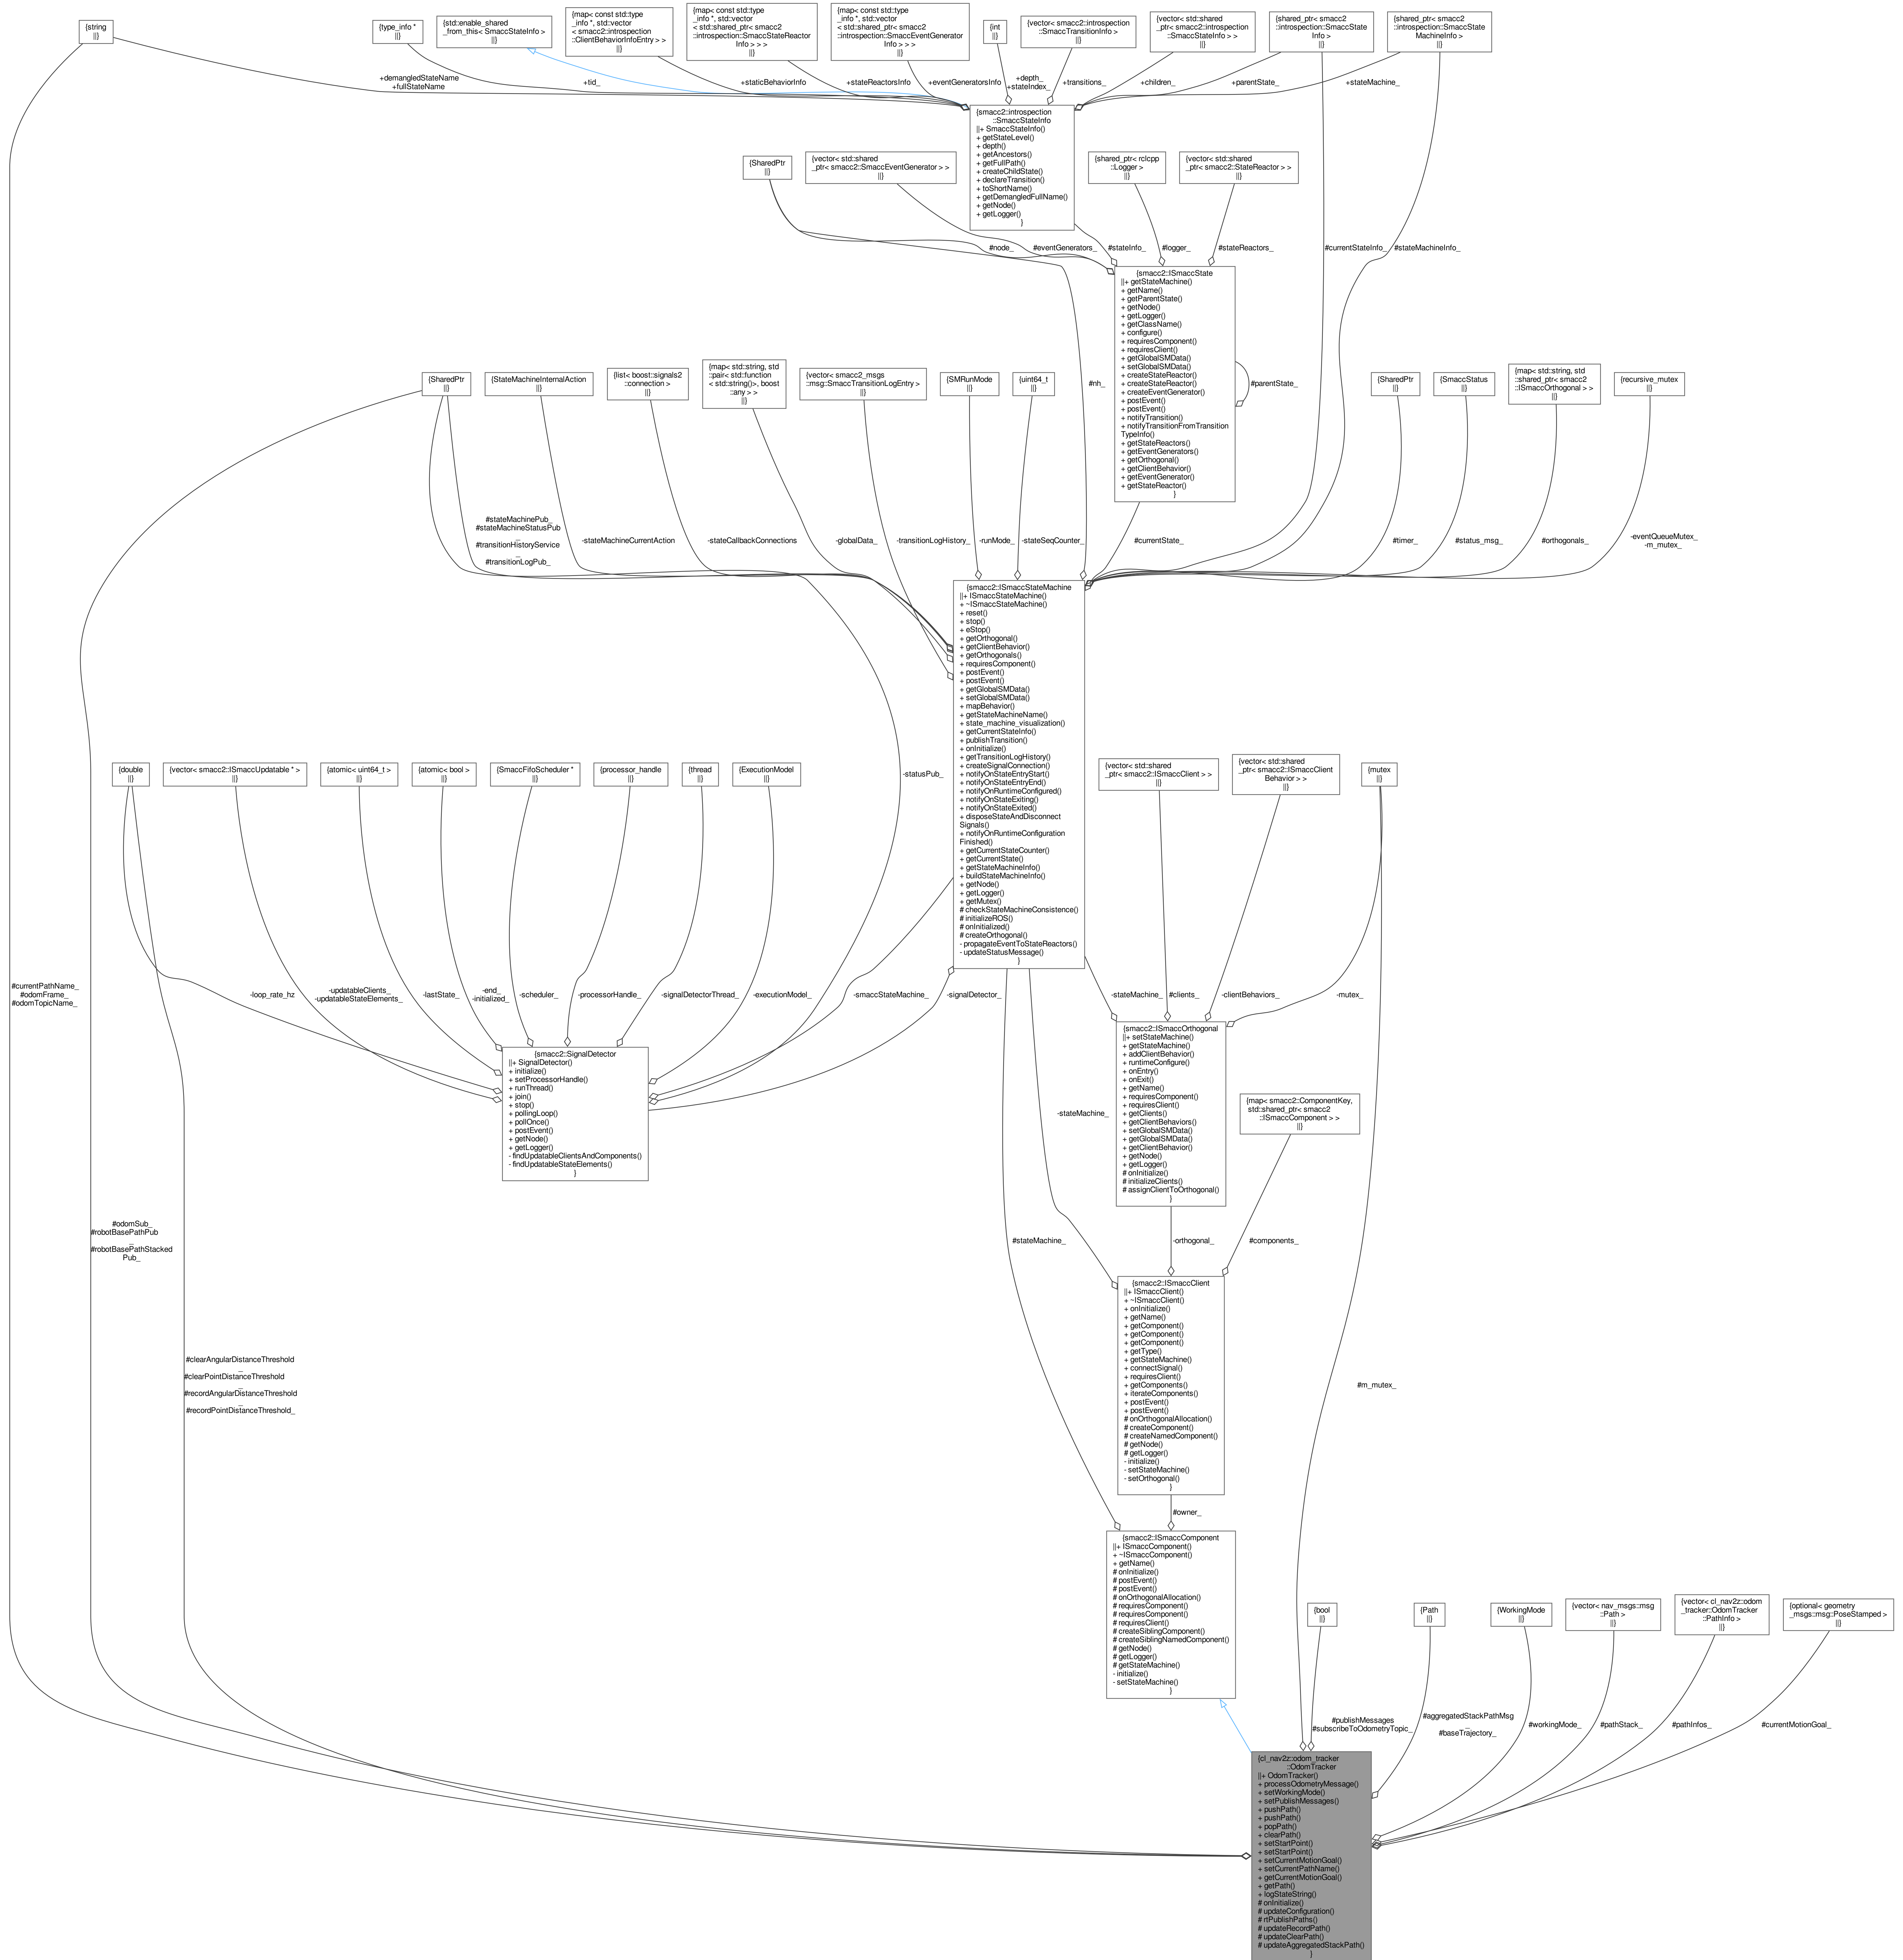 {string
||}
{type_info *
||}
{std::enable_shared
_from_this< SmaccStateInfo >
||}
{map< const std::type
_info *, std::vector
< smacc2::introspection
::ClientBehaviorInfoEntry > >
||}
{map< const std::type
_info *, std::vector
< std::shared_ptr< smacc2
::introspection::SmaccStateReactor
Info > > >
||}
{map< const std::type
_info *, std::vector
< std::shared_ptr< smacc2
::introspection::SmaccEventGenerator
Info > > >
||}
{int
||}
{vector< smacc2::introspection
::SmaccTransitionInfo >
||}
{vector< std::shared
_ptr< smacc2::introspection
::SmaccStateInfo > >
||}
{shared_ptr< smacc2
::introspection::SmaccState
Info >
||}
{shared_ptr< smacc2
::introspection::SmaccState
MachineInfo >
||}
+demangledStateName
+fullStateName
+tid_
+staticBehaviorInfo
+stateReactorsInfo
+eventGeneratorsInfo
+depth_
+stateIndex_
+transitions_
+children_
+parentState_
+stateMachine_
{smacc2::introspection
::SmaccStateInfo
||+ SmaccStateInfo()
+ getStateLevel()
+ depth()
+ getAncestors()
+ getFullPath()
+ createChildState()
+ declareTransition()
+ toShortName()
+ getDemangledFullName()
+ getNode()
+ getLogger()
}
{SharedPtr
||}
{vector< std::shared
_ptr< smacc2::SmaccEventGenerator > >
||}
{shared_ptr< rclcpp
::Logger >
||}
{vector< std::shared
_ptr< smacc2::StateReactor > >
||}
#node_
#eventGenerators_
#stateInfo_
#logger_
#stateReactors_
#currentStateInfo_
#stateMachineInfo_
{smacc2::ISmaccState
||+ getStateMachine()
+ getName()
+ getParentState()
+ getNode()
+ getLogger()
+ getClassName()
+ configure()
+ requiresComponent()
+ requiresClient()
+ getGlobalSMData()
+ setGlobalSMData()
+ createStateReactor()
+ createStateReactor()
+ createEventGenerator()
+ postEvent()
+ postEvent()
+ notifyTransition()
+ notifyTransitionFromTransition
TypeInfo()
+ getStateReactors()
+ getEventGenerators()
+ getOrthogonal()
+ getClientBehavior()
+ getEventGenerator()
+ getStateReactor()
}
#parentState_
#nh_
{SharedPtr
||}
{StateMachineInternalAction
||}
{list< boost::signals2
::connection >
||}
{map< std::string, std
::pair< std::function
< std::string()>, boost
::any > >
||}
{vector< smacc2_msgs
::msg::SmaccTransitionLogEntry >
||}
{SMRunMode
||}
{uint64_t
||}
{SharedPtr
||}
{SmaccStatus
||}
{map< std::string, std
::shared_ptr< smacc2
::ISmaccOrthogonal > >
||}
{recursive_mutex
||}
#stateMachinePub_
#stateMachineStatusPub
_
#transitionHistoryService
_
#transitionLogPub_
-stateMachineCurrentAction
-stateCallbackConnections
-globalData_
-transitionLogHistory_
-runMode_
-stateSeqCounter_
#currentState_
#timer_
#status_msg_
#orthogonals_
-eventQueueMutex_
-m_mutex_
{smacc2::ISmaccStateMachine
||+ ISmaccStateMachine()
+ ~ISmaccStateMachine()
+ reset()
+ stop()
+ eStop()
+ getOrthogonal()
+ getClientBehavior()
+ getOrthogonals()
+ requiresComponent()
+ postEvent()
+ postEvent()
+ getGlobalSMData()
+ setGlobalSMData()
+ mapBehavior()
+ getStateMachineName()
+ state_machine_visualization()
+ getCurrentStateInfo()
+ publishTransition()
+ onInitialize()
+ getTransitionLogHistory()
+ createSignalConnection()
+ notifyOnStateEntryStart()
+ notifyOnStateEntryEnd()
+ notifyOnRuntimeConfigured()
+ notifyOnStateExiting()
+ notifyOnStateExited()
+ disposeStateAndDisconnect
Signals()
+ notifyOnRuntimeConfiguration
Finished()
+ getCurrentStateCounter()
+ getCurrentState()
+ getStateMachineInfo()
+ buildStateMachineInfo()
+ getNode()
+ getLogger()
+ getMutex()
# checkStateMachineConsistence()
# initializeROS()
# onInitialized()
# createOrthogonal()
- propagateEventToStateReactors()
- updateStatusMessage()
}
{double
||}
{vector< smacc2::ISmaccUpdatable * >
||}
{atomic< uint64_t >
||}
{atomic< bool >
||}
{SmaccFifoScheduler *
||}
{processor_handle
||}
{thread
||}
{ExecutionModel
||}
-statusPub_
{vector< std::shared
_ptr< smacc2::ISmaccClient > >
||}
{vector< std::shared
_ptr< smacc2::ISmaccClient
Behavior > >
||}
{mutex
||}
#currentPathName_
#odomFrame_
#odomTopicName_
-loop_rate_hz
-updatableClients_
-updatableStateElements_
-lastState_
-end_
-initialized_
-scheduler_
-processorHandle_
-signalDetectorThread_
-executionModel_
-smaccStateMachine_
-signalDetector_
-stateMachine_
#clients_
-clientBehaviors_
-mutex_
{smacc2::SignalDetector
||+ SignalDetector()
+ initialize()
+ setProcessorHandle()
+ runThread()
+ join()
+ stop()
+ pollingLoop()
+ pollOnce()
+ postEvent()
+ getNode()
+ getLogger()
- findUpdatableClientsAndComponents()
- findUpdatableStateElements()
}
{smacc2::ISmaccOrthogonal
||+ setStateMachine()
+ getStateMachine()
+ addClientBehavior()
+ runtimeConfigure()
+ onEntry()
+ onExit()
+ getName()
+ requiresComponent()
+ requiresClient()
+ getClients()
+ getClientBehaviors()
+ setGlobalSMData()
+ getGlobalSMData()
+ getClientBehavior()
+ getNode()
+ getLogger()
# onInitialize()
# initializeClients()
# assignClientToOrthogonal()
}
-stateMachine_
{map< smacc2::ComponentKey,
std::shared_ptr< smacc2
::ISmaccComponent > >
||}
#odomSub_
#robotBasePathPub
_
#robotBasePathStacked
Pub_
#stateMachine_
-orthogonal_
#components_
{smacc2::ISmaccClient
||+ ISmaccClient()
+ ~ISmaccClient()
+ onInitialize()
+ getName()
+ getComponent()
+ getComponent()
+ getComponent()
+ getType()
+ getStateMachine()
+ connectSignal()
+ requiresClient()
+ getComponents()
+ iterateComponents()
+ postEvent()
+ postEvent()
# onOrthogonalAllocation()
# createComponent()
# createNamedComponent()
# getNode()
# getLogger()
- initialize()
- setStateMachine()
- setOrthogonal()
}
#clearAngularDistanceThreshold
_
#clearPointDistanceThreshold
_
#recordAngularDistanceThreshold
_
#recordPointDistanceThreshold_
#m_mutex_
#owner_
{smacc2::ISmaccComponent
||+ ISmaccComponent()
+ ~ISmaccComponent()
+ getName()
# onInitialize()
# postEvent()
# postEvent()
# onOrthogonalAllocation()
# requiresComponent()
# requiresComponent()
# requiresClient()
# createSiblingComponent()
# createSiblingNamedComponent()
# getNode()
# getLogger()
# getStateMachine()
- initialize()
- setStateMachine()
}
{bool
||}
{Path
||}
{WorkingMode
||}
{vector< nav_msgs::msg
::Path >
||}
{vector< cl_nav2z::odom
_tracker::OdomTracker
::PathInfo >
||}
{optional< geometry
_msgs::msg::PoseStamped >
||}
#publishMessages
#subscribeToOdometryTopic_
#aggregatedStackPathMsg
_
#baseTrajectory_
#workingMode_
#pathStack_
#pathInfos_
#currentMotionGoal_
{cl_nav2z::odom_tracker
::OdomTracker
||+ OdomTracker()
+ processOdometryMessage()
+ setWorkingMode()
+ setPublishMessages()
+ pushPath()
+ pushPath()
+ popPath()
+ clearPath()
+ setStartPoint()
+ setStartPoint()
+ setCurrentMotionGoal()
+ setCurrentPathName()
+ getCurrentMotionGoal()
+ getPath()
+ logStateString()
# onInitialize()
# updateConfiguration()
# rtPublishPaths()
# updateRecordPath()
# updateClearPath()
# updateAggregatedStackPath()
}